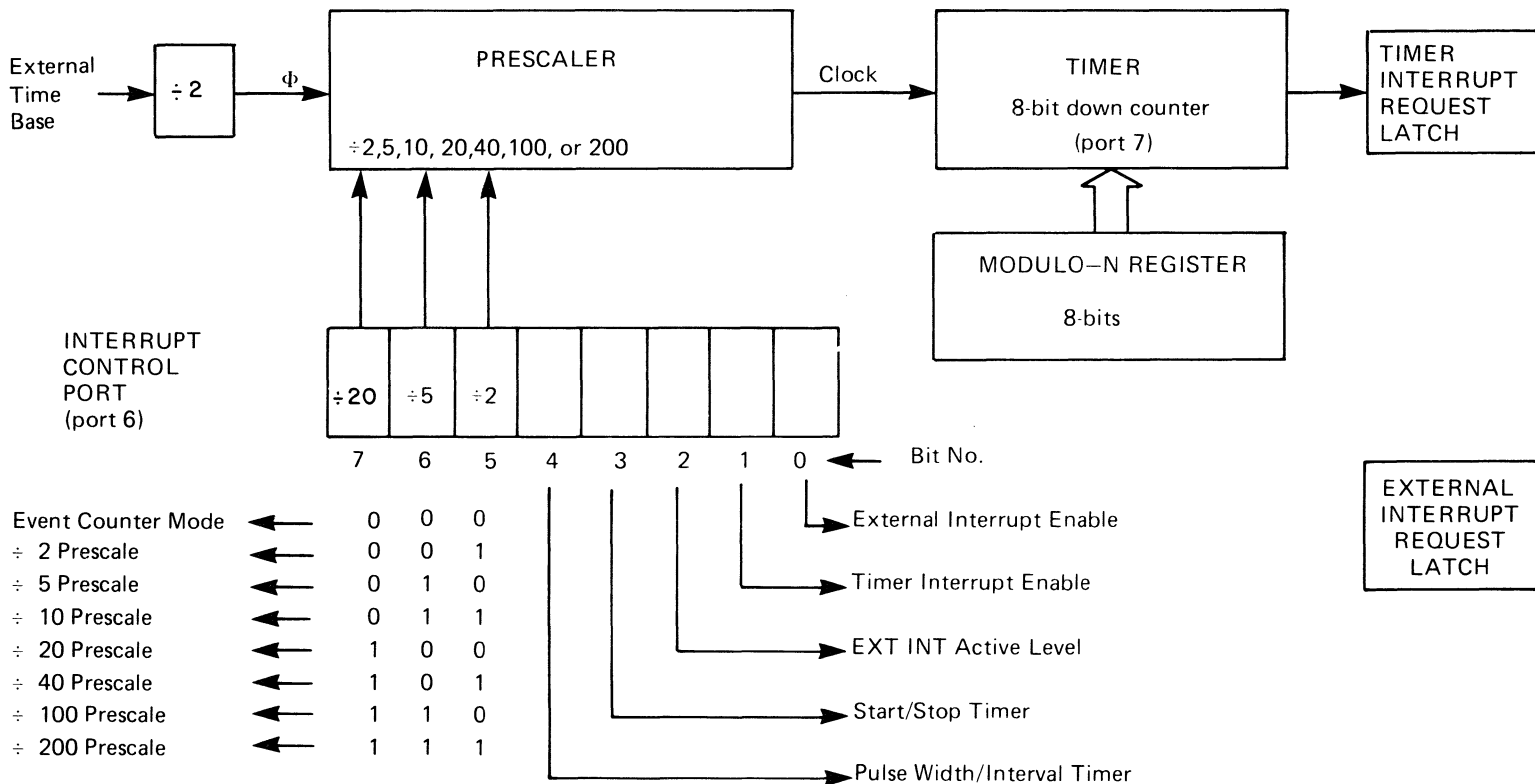 External
Time
Base
÷2
Φ
PRESCALER
÷2,5,10, 20,40,100, or 200
Clock
TIMER
8-bit down counter
(port 7)
TIMER
INTERRUPT
REQUEST
LATCH
MODULO–N REGISTER
8-bits
INTERRUPT
CONTROL
PORT
(port 6)
÷20 ÷5 ÷2
7 6 5 4 3 2 1 0 Bit No.
EXTERNAL
INTERRUPT
REQUEST
LATCH
Event Counter Mode 0 0 0
÷ 2 Prescale 0 0 1
÷ 5 Prescale 0 1 0
÷ 10 Prescale 0 1 1
÷ 20 Prescale 1 0 0
÷ 40 Prescale 1 0 1
÷ 100 Prescale 1 1 0
÷ 200 Prescale 1 1 1
External Interrupt Enable
Timer Interrupt Enable
EXT INT Active Level
Start/Stop Timer
Pulse Width/Interval Timer